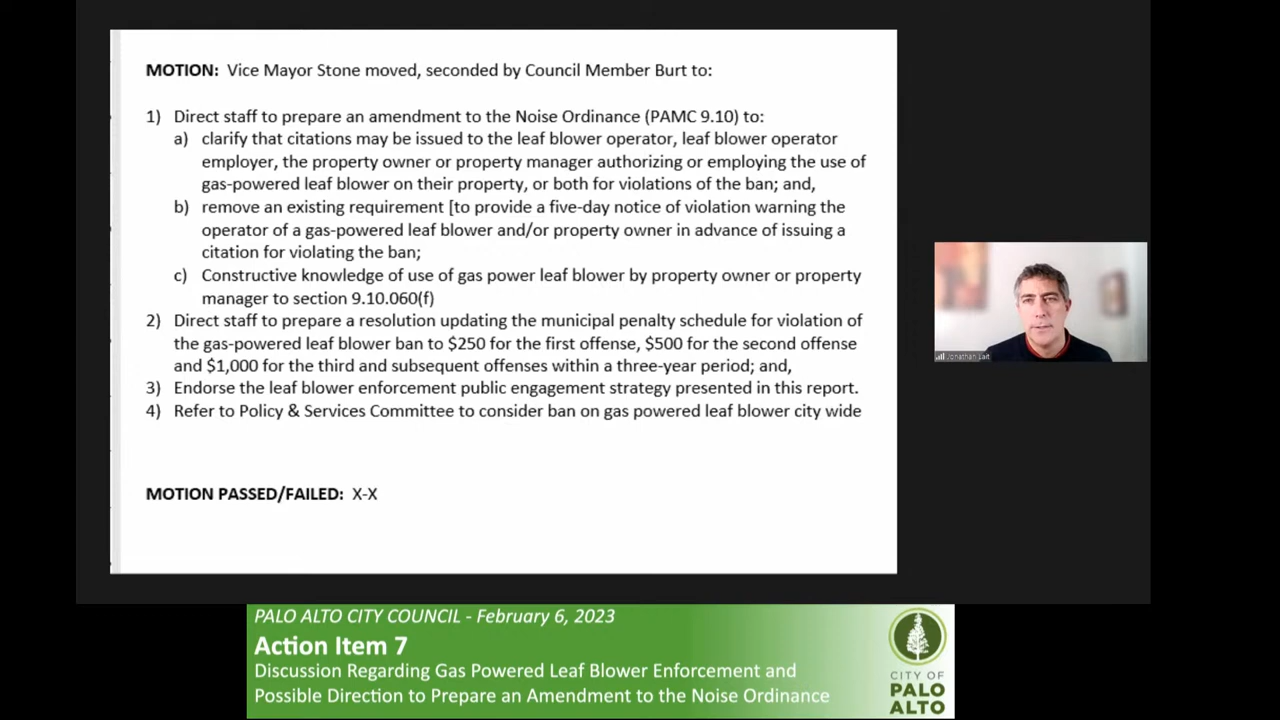 MOTION: Vice Mayor Stone moved, seconded by Council Member Burt to:
1) Direct staff to prepare an amendment to the Noise Ordinance (PAMC 9.10) to:
a) clarify that citations may be issued to the leaf blower operator, leaf blower operator
employer, the property owner or property manager authorizing or employing the use of
gas-powered leaf blower on their property, or both for violations of the ban; and,
b) remove an existing requirement [to provide a five-day notice of violation warning the
operator of a gas-powered leaf blower and/or property owner in advance of issuing a
citation for violating the ban;
c) Constructive knowledge of use of gas power leaf blower by property owner or property
manager to section 9.10.060(f)
2) Direct staff to prepare a resolution updating the municipal penalty schedule for violation of
the gas-powered leaf blower ban to $250 for the first offense, $500 for the second offense
and $1,000 for the third and subsequent offenses within a three-year period; and,
3) Endorse the leaf blower enforcement public engagement strategy presented in this report.
4) Refer to Policy & Services Committee to consider ban on gas powered leaf blower city wide
MOTION PASSED/FAILED: X-X
Jonathan Lait
PALO ALTO CITY COUNCIL - February 6, 2023
Action Item 7
Discussion Regarding Gas Powered Leaf Blower Enforcement and
Possible Direction to Prepare an Amendment to the Noise Ordinance
CITY OF
PALO
ALTO